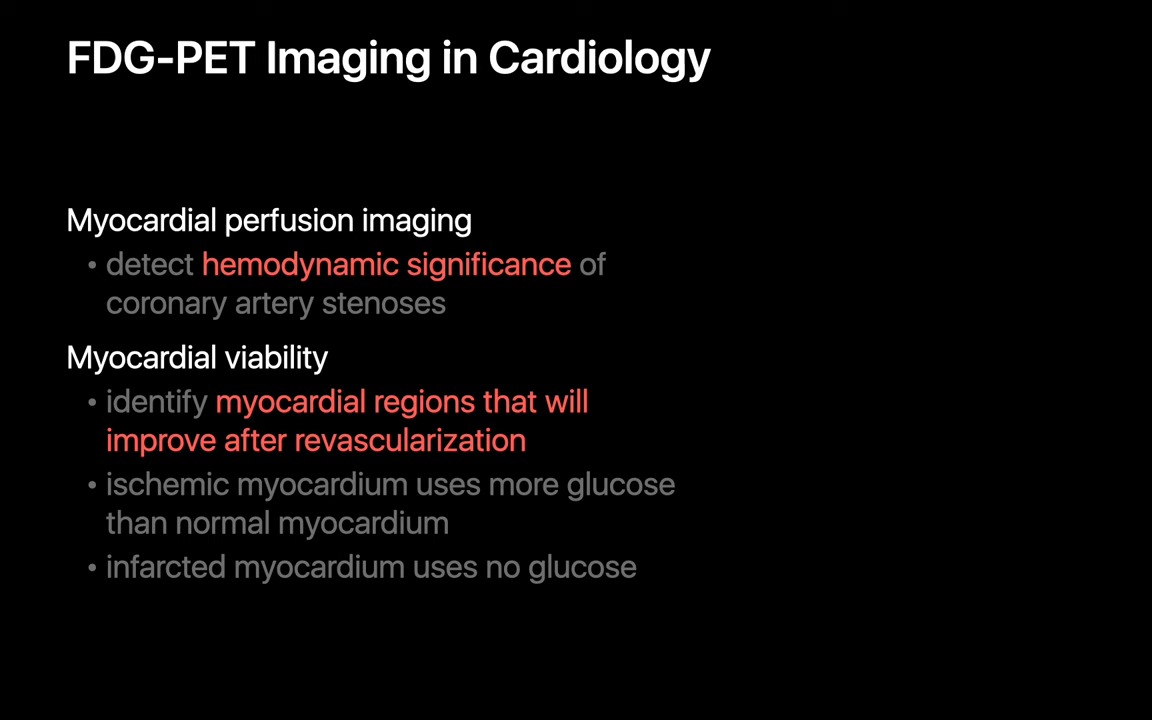 FDG-PET Imaging in Cardiology
Myocardial perfusion imaging
• detect hemodynamic significance of
coronary artery stenoses
Myocardial viability
• identify myocardial regions that will
improve after revascularization
• ischemic myocardium uses more glucose
than normal myocardium
• infarcted myocardium uses no glucose